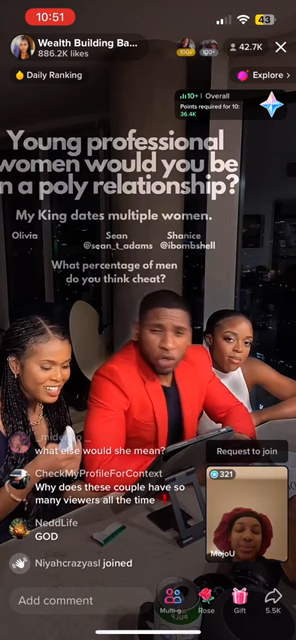 10:51
43
Wealth Building Ba...
886.2K likes
42.7K
Daily Ranking
Explore >
10+ | Overall
Points required for 10:
36.4K
Young professional
women would you be
n a poly relationship?
My King dates multiple women.
Olivia Sean Shanice
@sean_t_adams @ibombshell
What percentage of men
do you think cheat?
what else would she mean?
Request to join
CheckMyProfileForContext
Why does these couple have so
many viewers all the time
321
NeddLife
GOD
MojoU
Niyahcrazyasl joined
Add comment
Multi-g...
Rose
Gift
5.5K